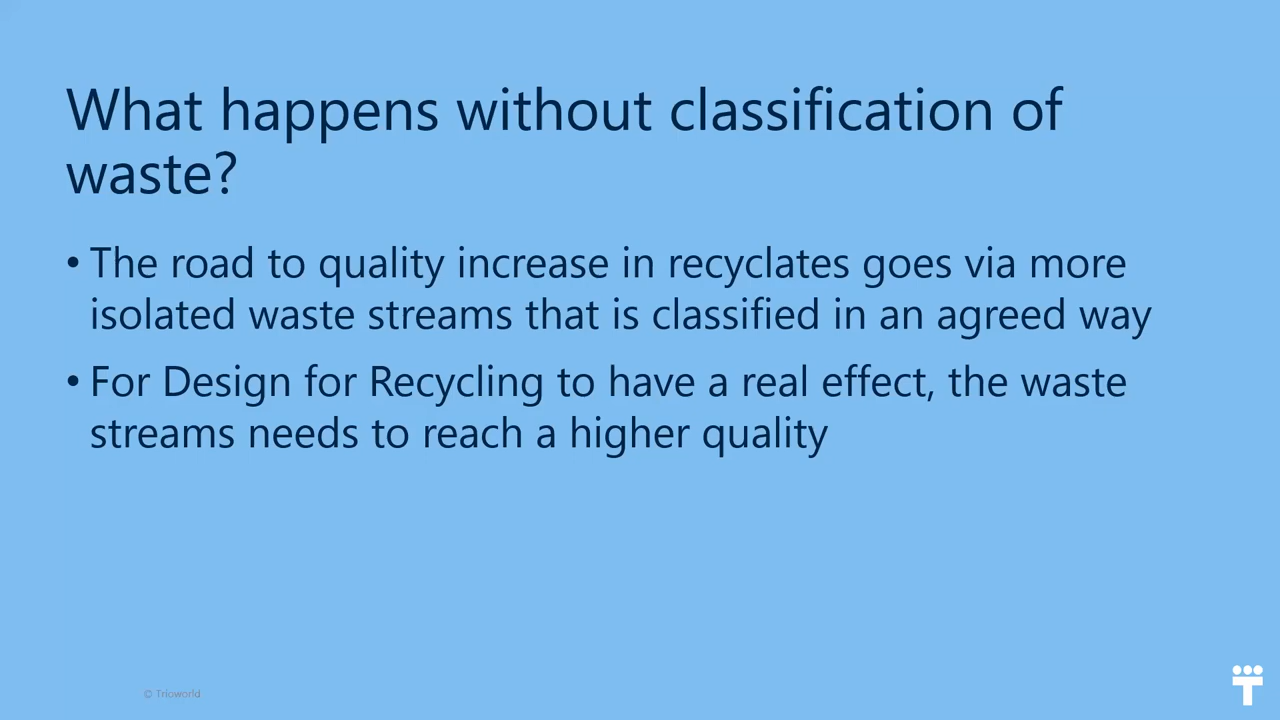 What happens without classification of
waste?
• The road to quality increase in recyclates goes via more
isolated waste streams that is classified in an agreed way
• For Design for Recycling to have a real effect, the waste
streams needs to reach a higher quality
© Trioworld